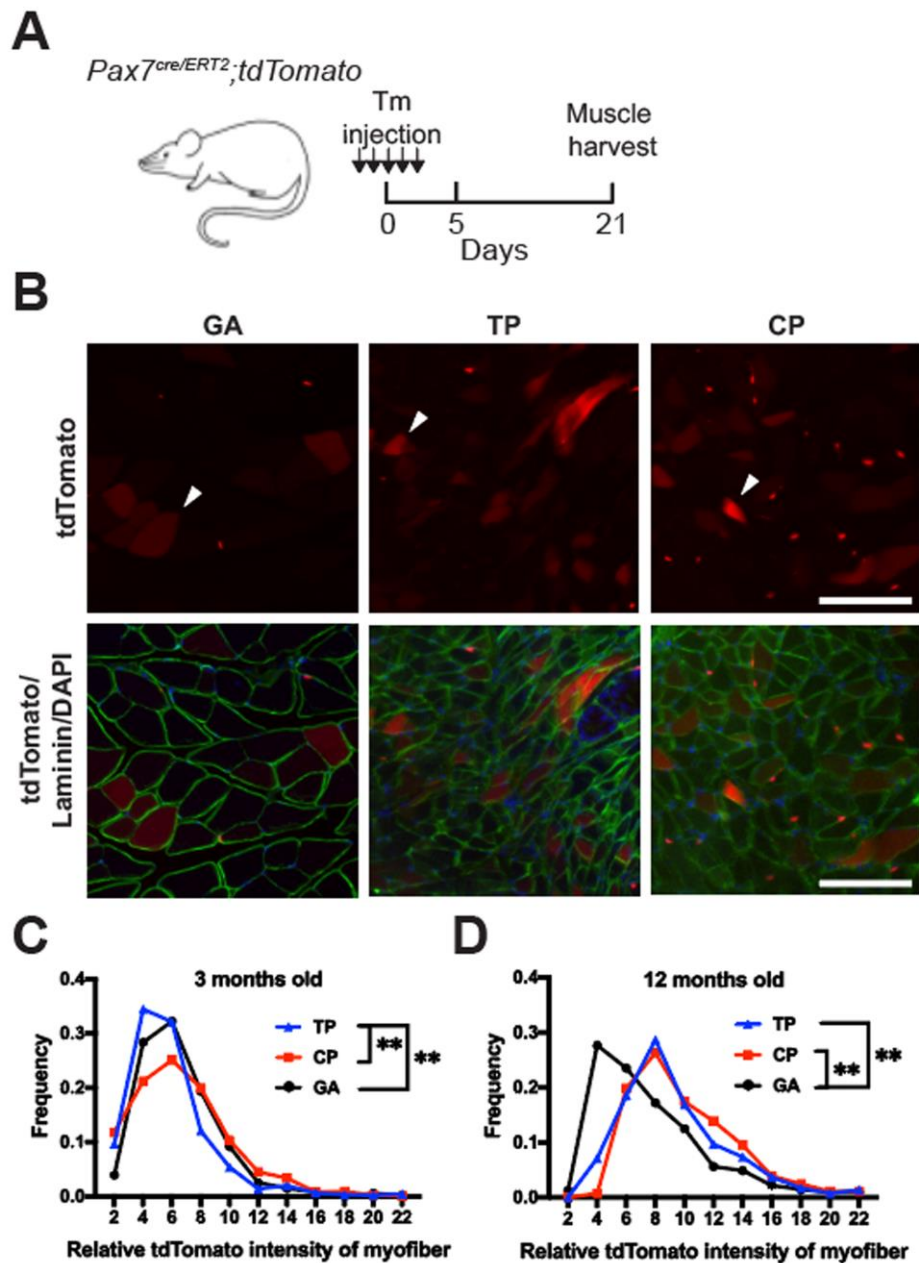 A
Pax7cre/ERT2;tdTomato
Tm
injection
Muscle
harvest
0 5 21
Days
B
GA TP CP
tdTomato
tdTomato/
Laminin/DAPI
C
3 months old
0.4
0.3
0.2
0.1
0.0
Frequency
TP
CP
GA
**
**
2 4 6 8 10 12 14 16 18 20 22
Relative tdTomato intensity of myofiber
D
12 months old
0.4
0.3
0.2
0.1
0.0
Frequency
TP
CP
GA
**
**
2 4 6 8 10 12 14 16 18 20 22
Relative tdTomato intensity of myofiber